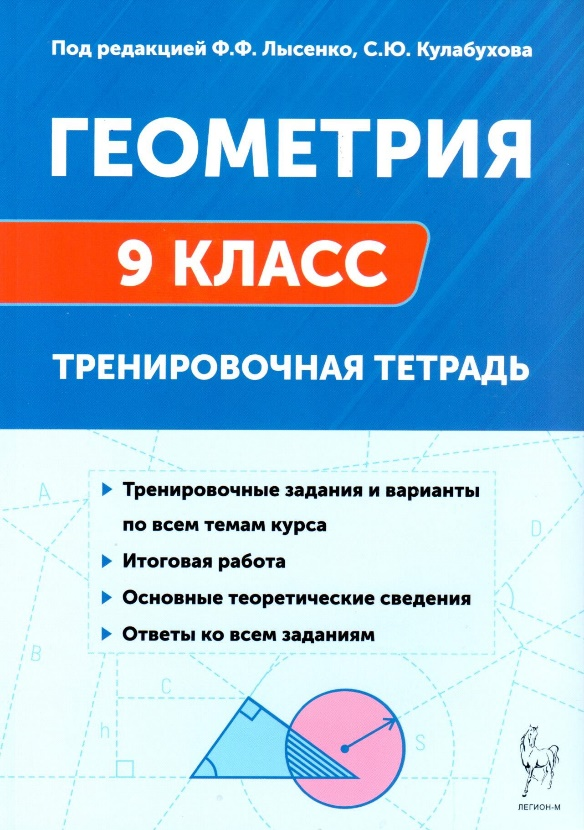 Под редакцией Ф.Ф. Лысенко, С.Ю. Кулабухова
ГЕОМЕТРИЯ
9 КЛАСС
ТРЕНИРОВОЧНАЯ ТЕТРАДЬ
Тренировочные задания и варианты
по всем темам курса
Итоговая работа
Основные теоретические сведения
Ответы ко всем заданиям
A
D
B
C
h
S
ЛЕГИОН-М